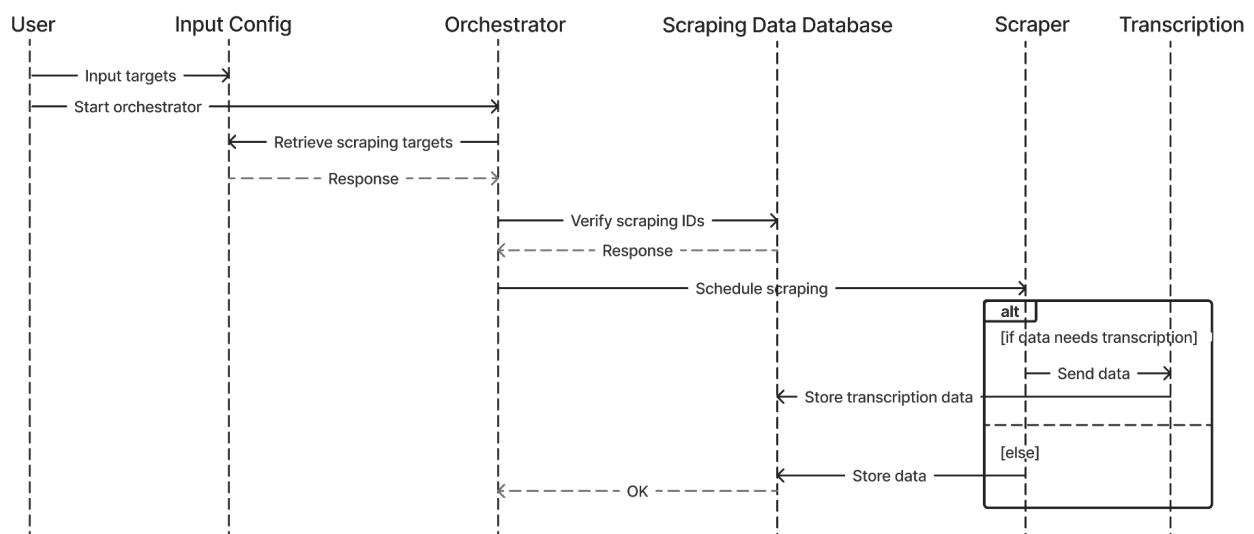 User Input Config Orchestrator Scraping Data Database Scraper Transcription
Input targets
Start orchestrator
Retrieve scraping targets
Response
Verify scraping IDs
Response
Schedule scraping
alt
[if data needs transcription]
Send data
Store transcription data
[else]
Store data
OK